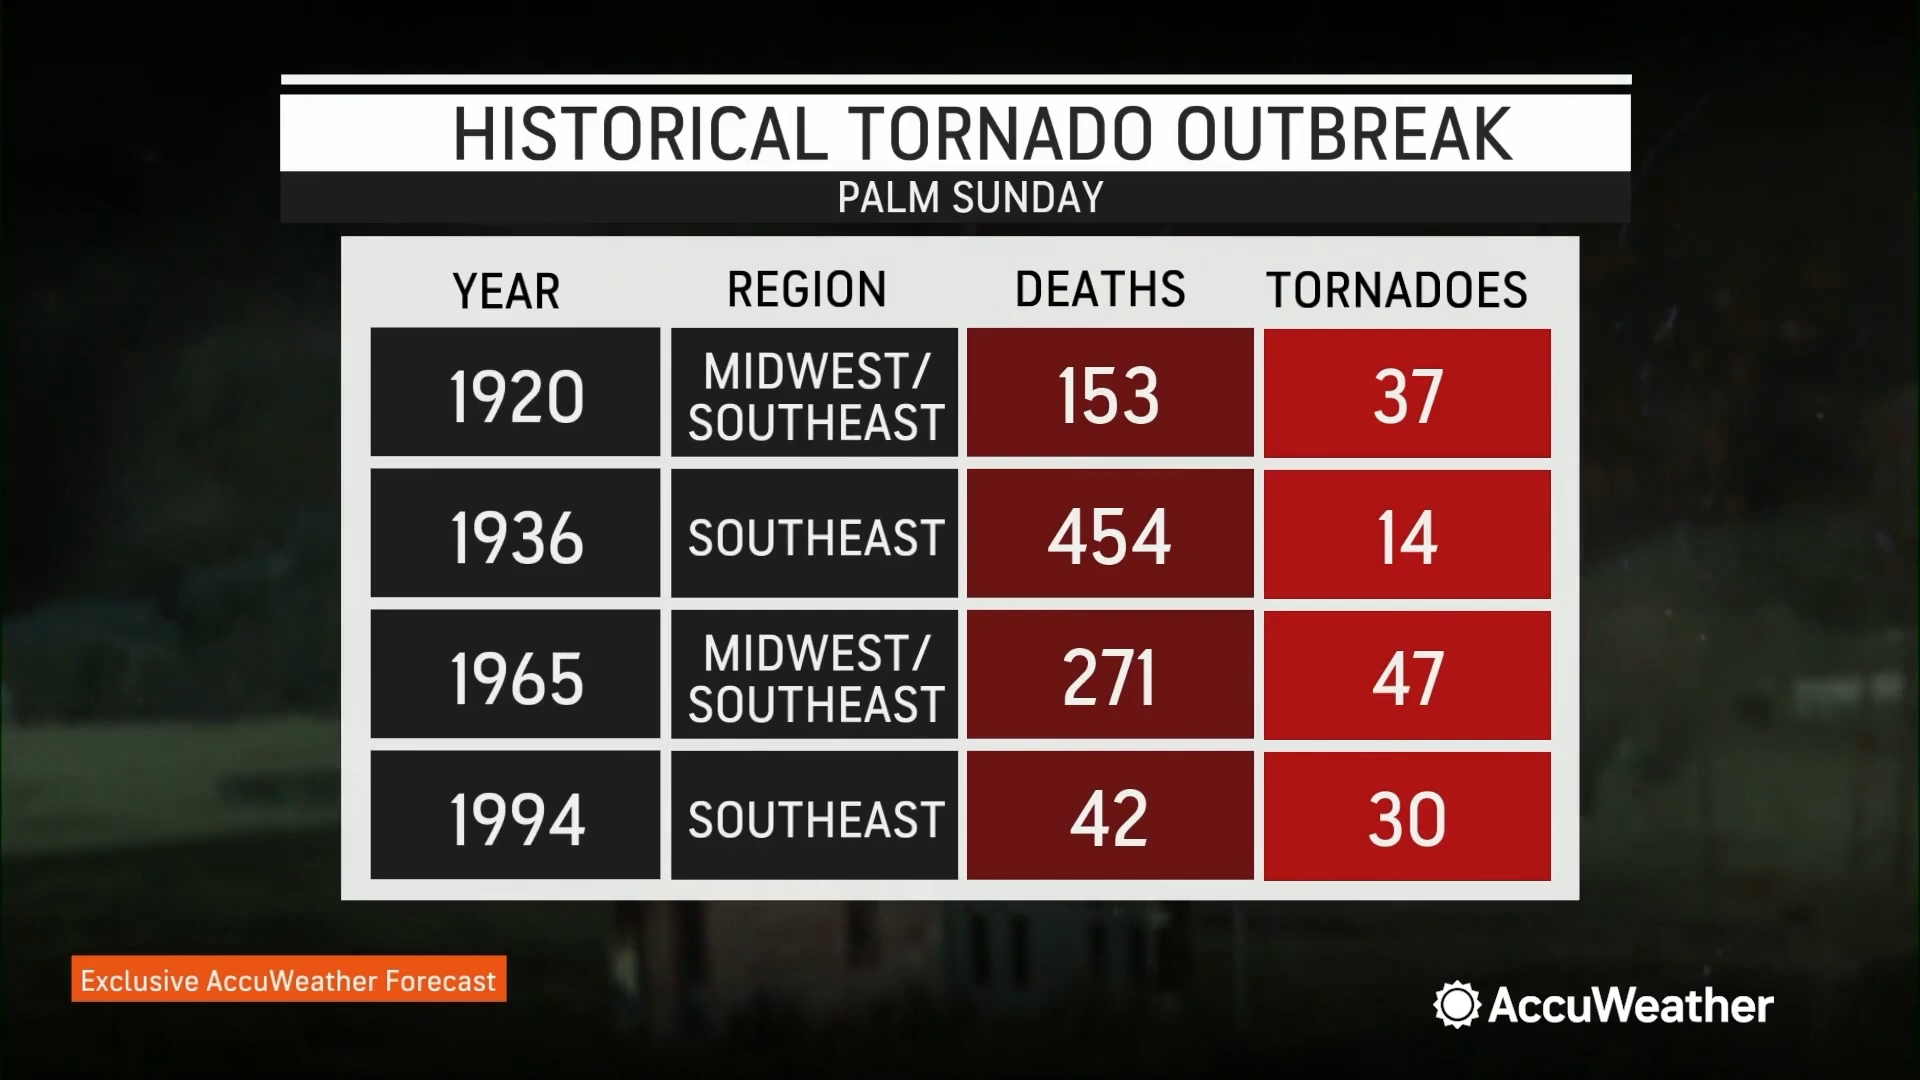 HISTORICAL TORNADO OUTBREAK
PALM SUNDAY
YEAR REGION DEATHS TORNADOES
1920 MIDWEST/ SOUTHEAST 153 37
1936 SOUTHEAST 454 14
1965 MIDWEST/ SOUTHEAST 271 47
1994 SOUTHEAST 42 30
Exclusive AccuWeather Forecast
AccuWeather